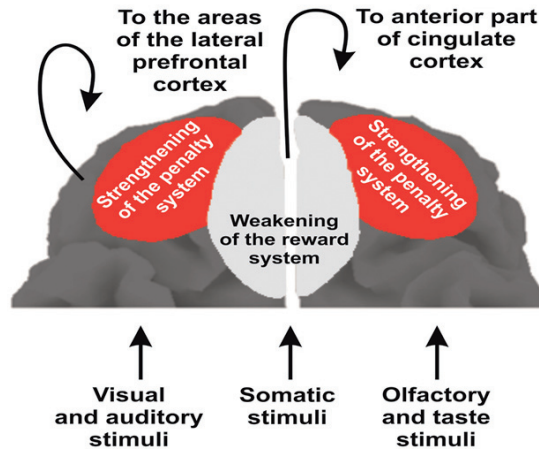 To the areas
of the lateral
prefrontal
cortex
To anterior part
of cingulate
cortex
Strengthening
of the penalty
system
Weakening
of the reward
system
Strengthening
of the penalty
system
Visual
and auditory
stimuli
Somatic
stimuli
Olfactory
and taste
stimuli